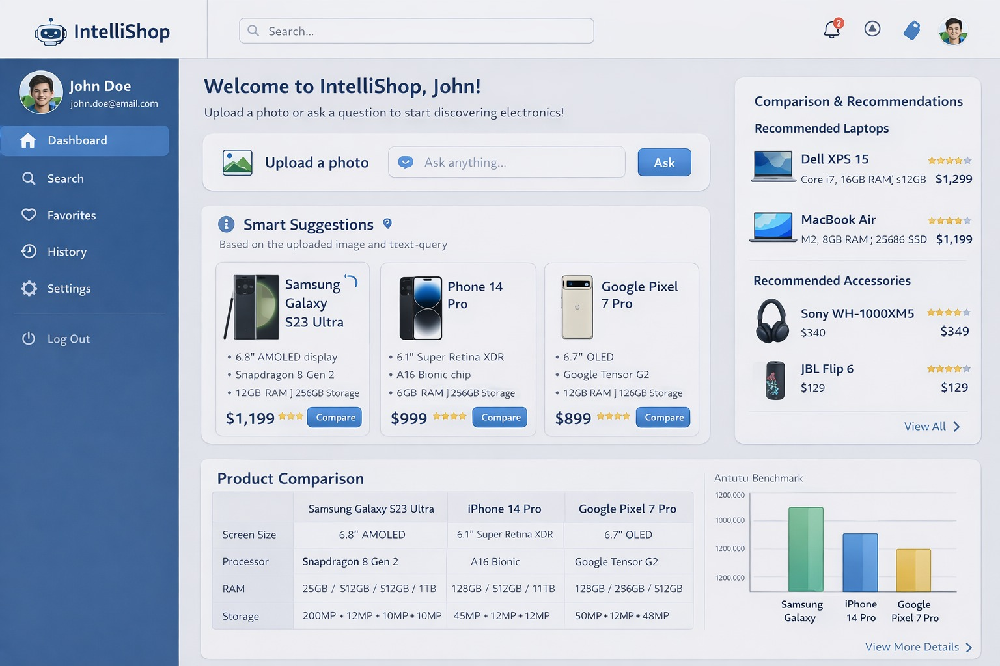 IntelliShop
Search...
?
John Doe
john.doe@email.com
Dashboard
Search
Favorites
History
Settings
Log Out
Welcome to IntelliShop, John!
Upload a photo or ask a question to start discovering electronics!
Upload a photo
Ask anything...
Ask
Smart Suggestions
Based on the uploaded image and trext-query
Samsung
Galaxy
S23 Ultra
• 6.8" AMOLED display
• Snapdragon 8 Gen 2
• 12GB RAM ] 256GB Storage
$1,199
Compare
Phone 14
Pro
• 6.1" Super Retina XDR
• A16 Bionic chip
• 6GB RAM ] 256GB Storage
$999
Compare
Google Pixel
7 Pro
• 6.7" OLED
• Google Tensor G2
• 12GB RAM ] 126GB Storage
$899
Compare
Comparison & Recommendations
Recommended Laptops
Dell XPS 15
Core i7, 16GB RAM; s12GB $1,299
MacBook Air
M2, 8GB RAM ; 25686 SSD $1,199
Recommended Accessories
Sony WH-1000XM5
$340 $349
JBL Flip 6
$129 $129
View All
Product Comparison
Samsung Galaxy S23 Ultra iPhone 14 Pro Google Pixel 7 Pro
Screen Size 6.8" AMOLED 6.1" Super Retina XDR 6.7" OLED
Processor Snapdragon 8 Gen 2 A16 Bionic Google Tensor G2
RAM 25GB / 512GB / 512GB / 1TB 128GB / 512GB / 11TB 128GB / 256GB / 512GB
Storage 200MP + 12MP + 10MP + 10MP 45MP + 12MP + 12MP 50MP + 12MP + 48MP
Antutu Benchmark
1200,000
1000,000
1200,000
1200,000
Samsung
Galaxy
iPhone
14 Pro
Google
Pixel 7 Pro
View More Details